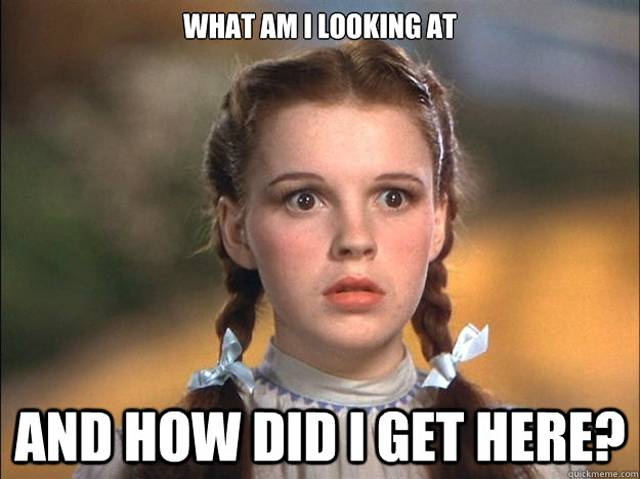 WHAT AM I LOOKING AT
AND HOW DID I GET HERE?
quickmeme.com